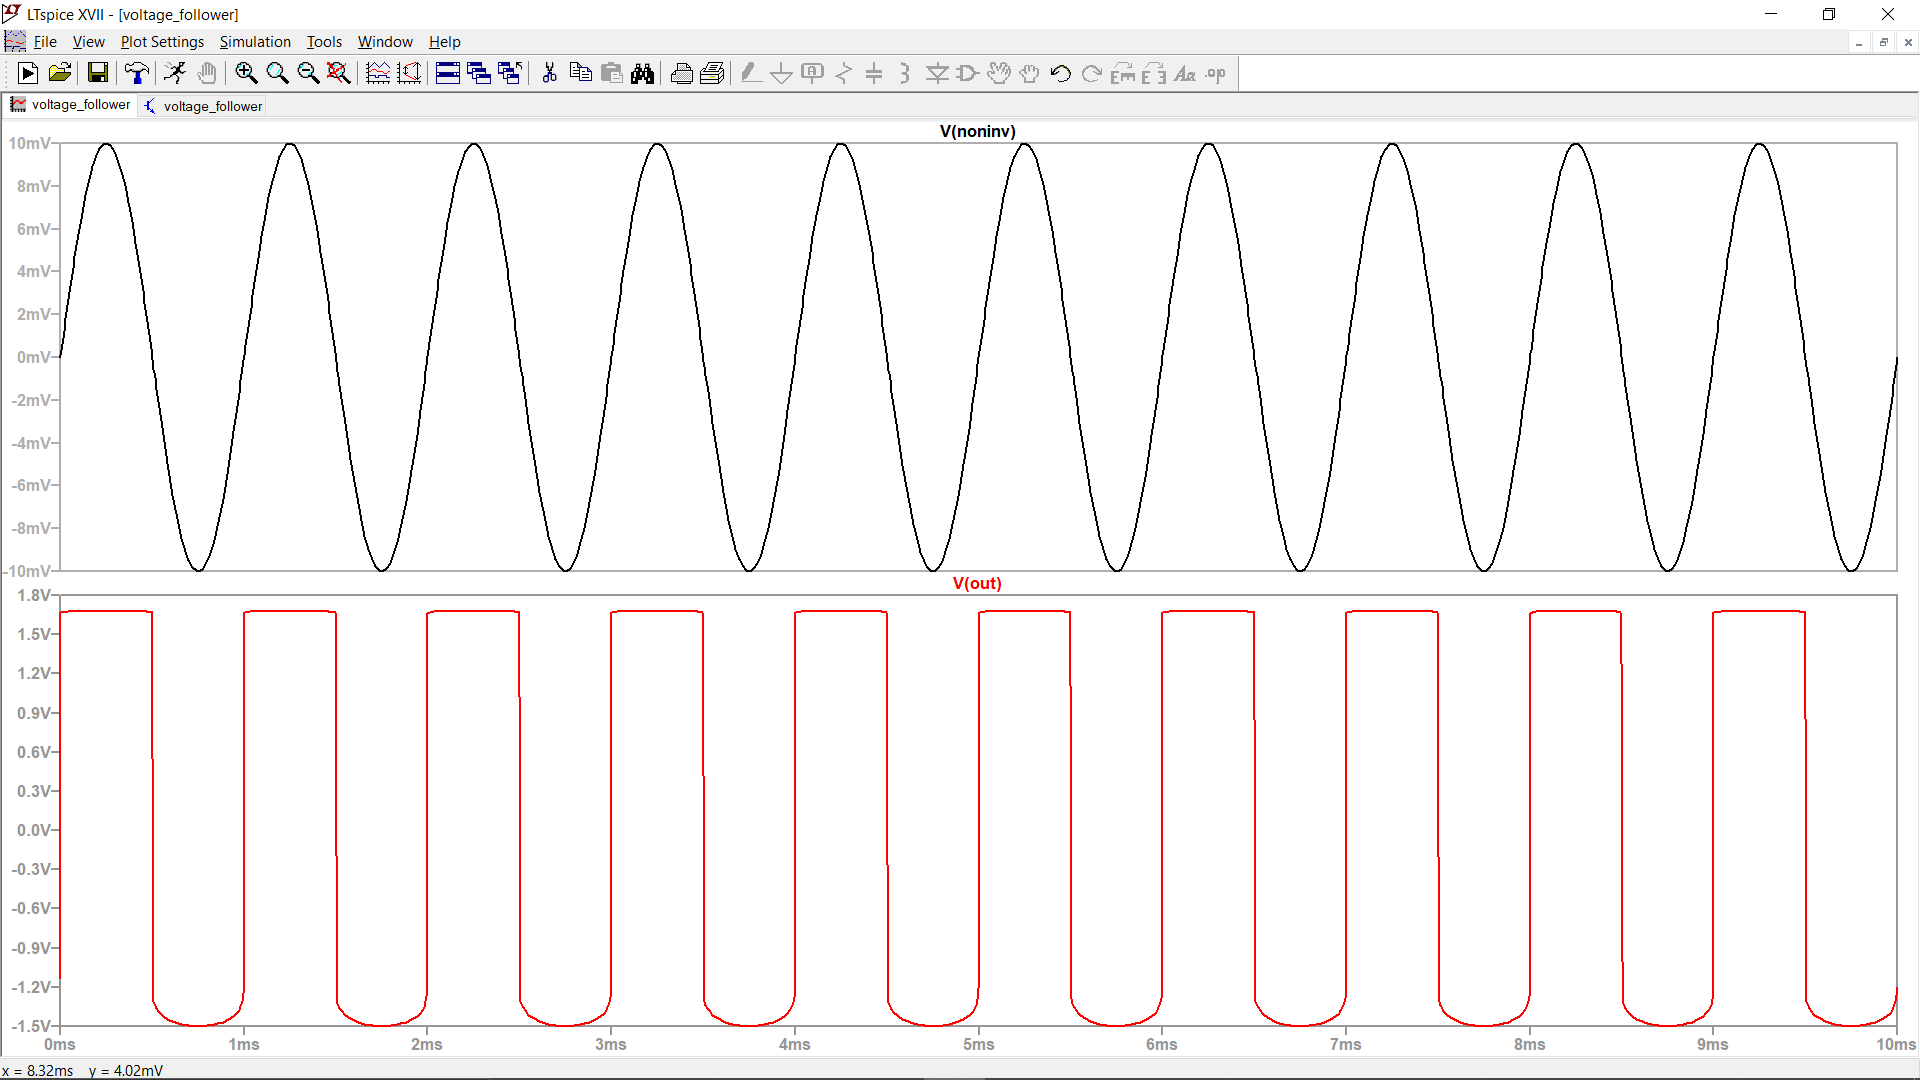 LTspice XVII - [voltage_follower]
File View Plot Settings Simulation Tools Window Help
Aa .op
voltage_follower voltage_follower
V(noninv)
10mV
8mV
6mV
4mV
2mV
0mV
-2mV
-4mV
-6mV
-8mV
-10mV
V(out)
1.8V
1.5V
1.2V
0.9V
0.6V
0.3V
0.0V
-0.3V
-0.6V
-0.9V
-1.2V
-1.5V
0ms 1ms 2ms 3ms 4ms 5ms 6ms 7ms 8ms 9ms 10ms
x = 8.32ms y = 4.02mV